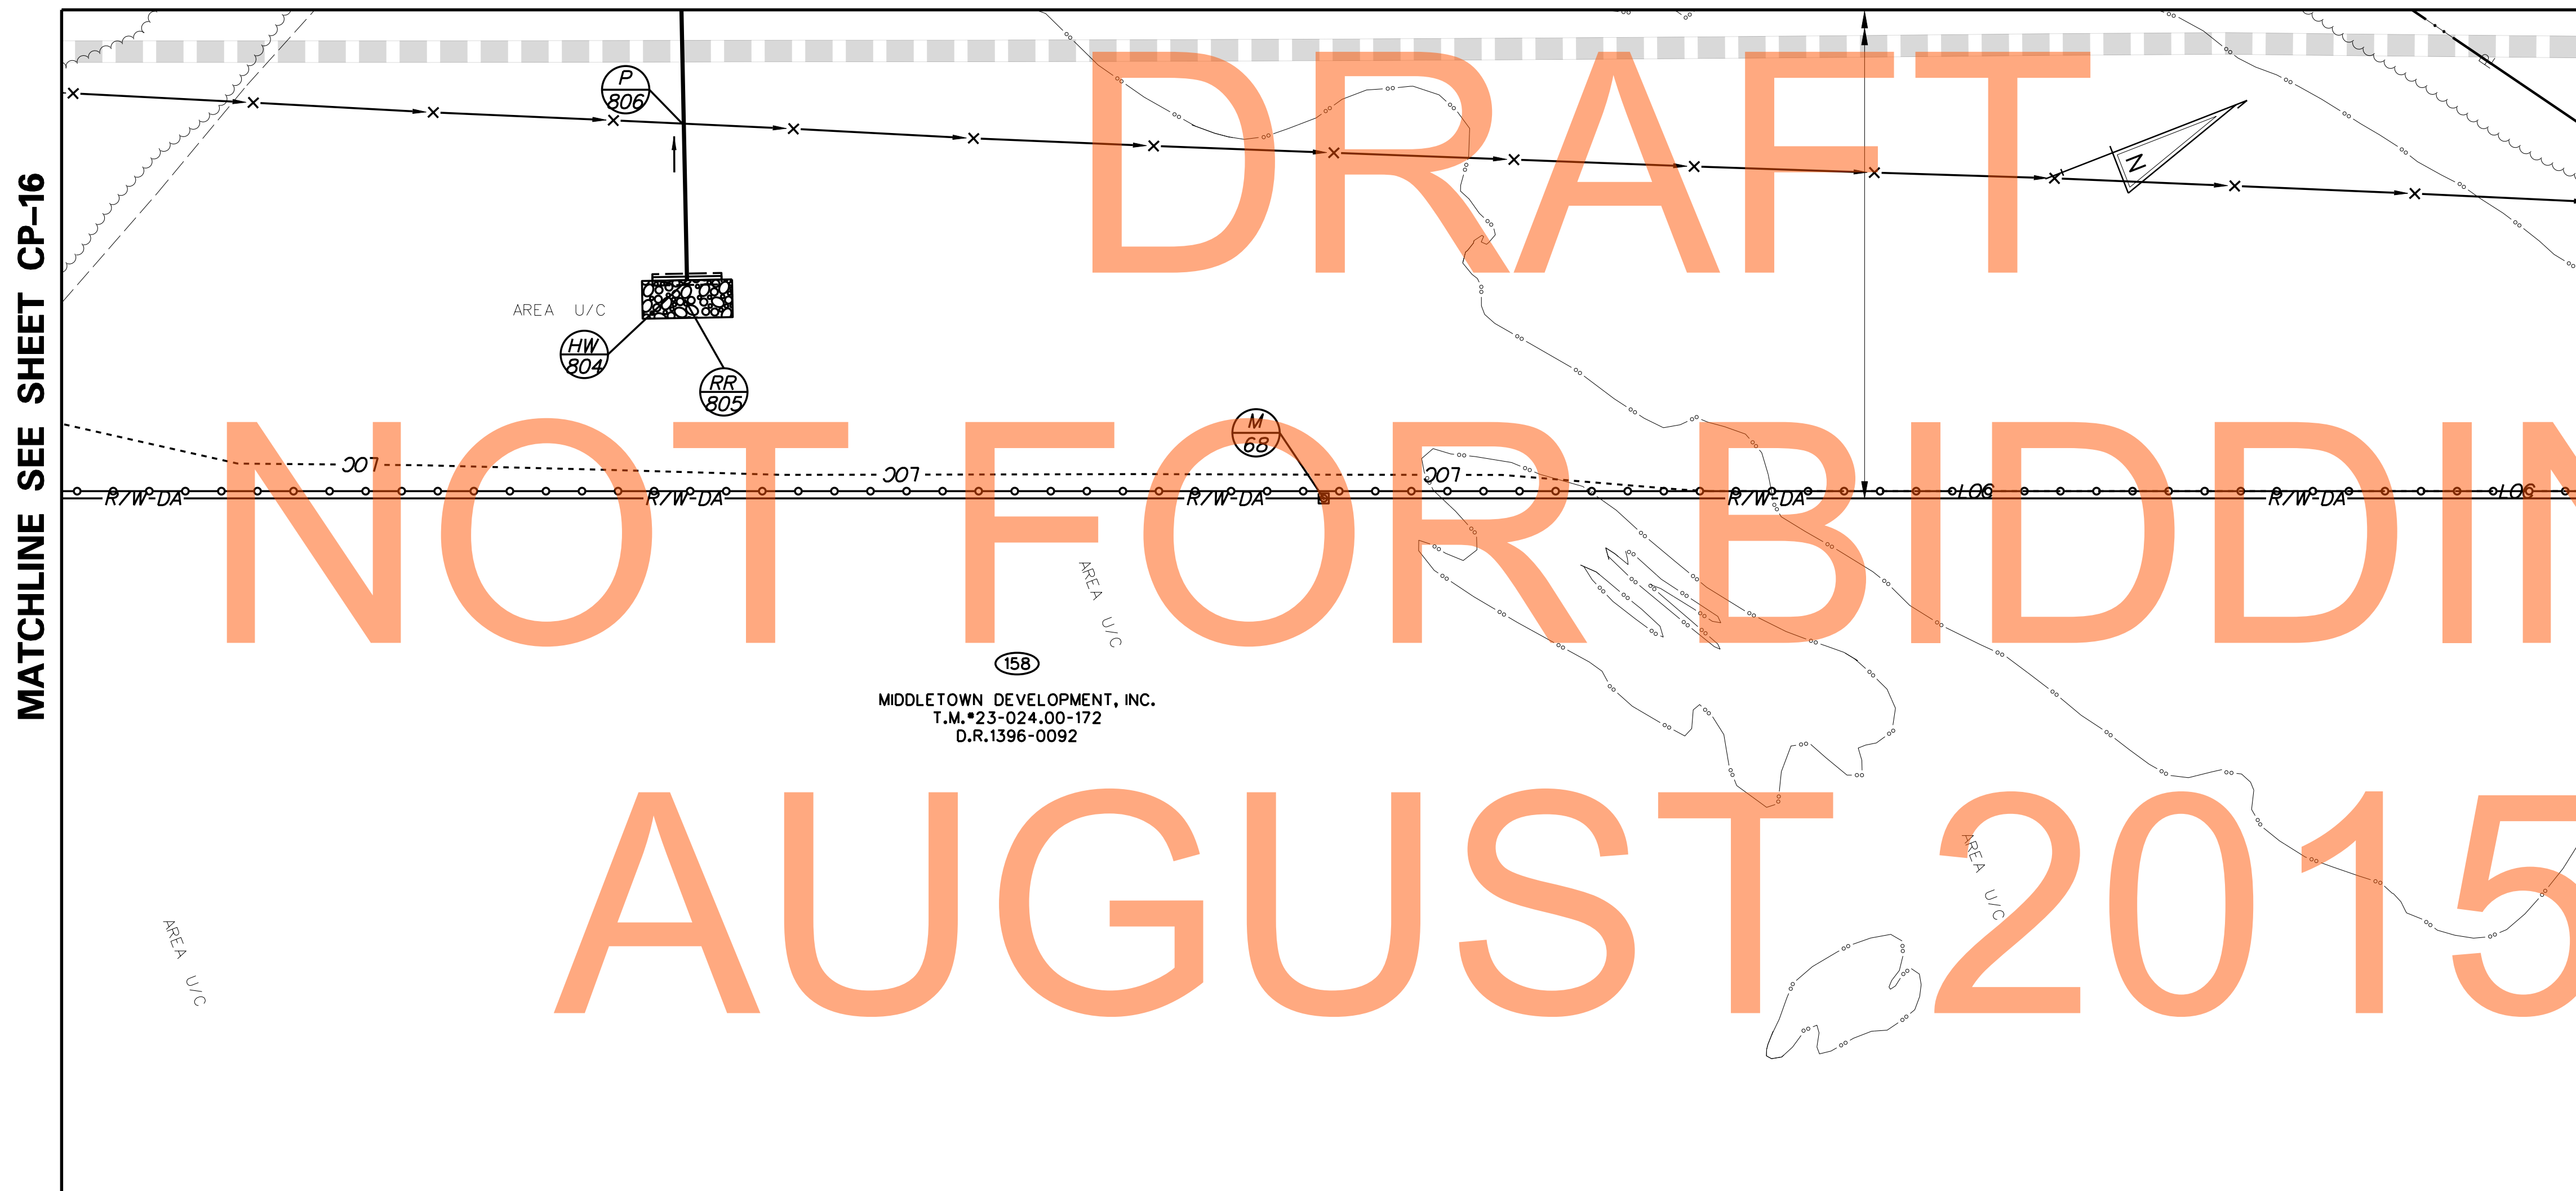 MATCHLINE SEE SHEET CP-16
DRAFT
P
806
N
AREA U/C
HW
804
RR
805
M
68
LOC
LOC
LOC
R/W-DA
R/W-DA
R/W-DA
R/W-DA
R/W-DA
NOT FOR BIDDIN
AREA U/C
158
MIDDLETOWN DEVELOPMENT, INC.
T.M.#23-024.00-172
D.R.1396-0092
AUGUST 2015
AREA U/C
AREA U/C